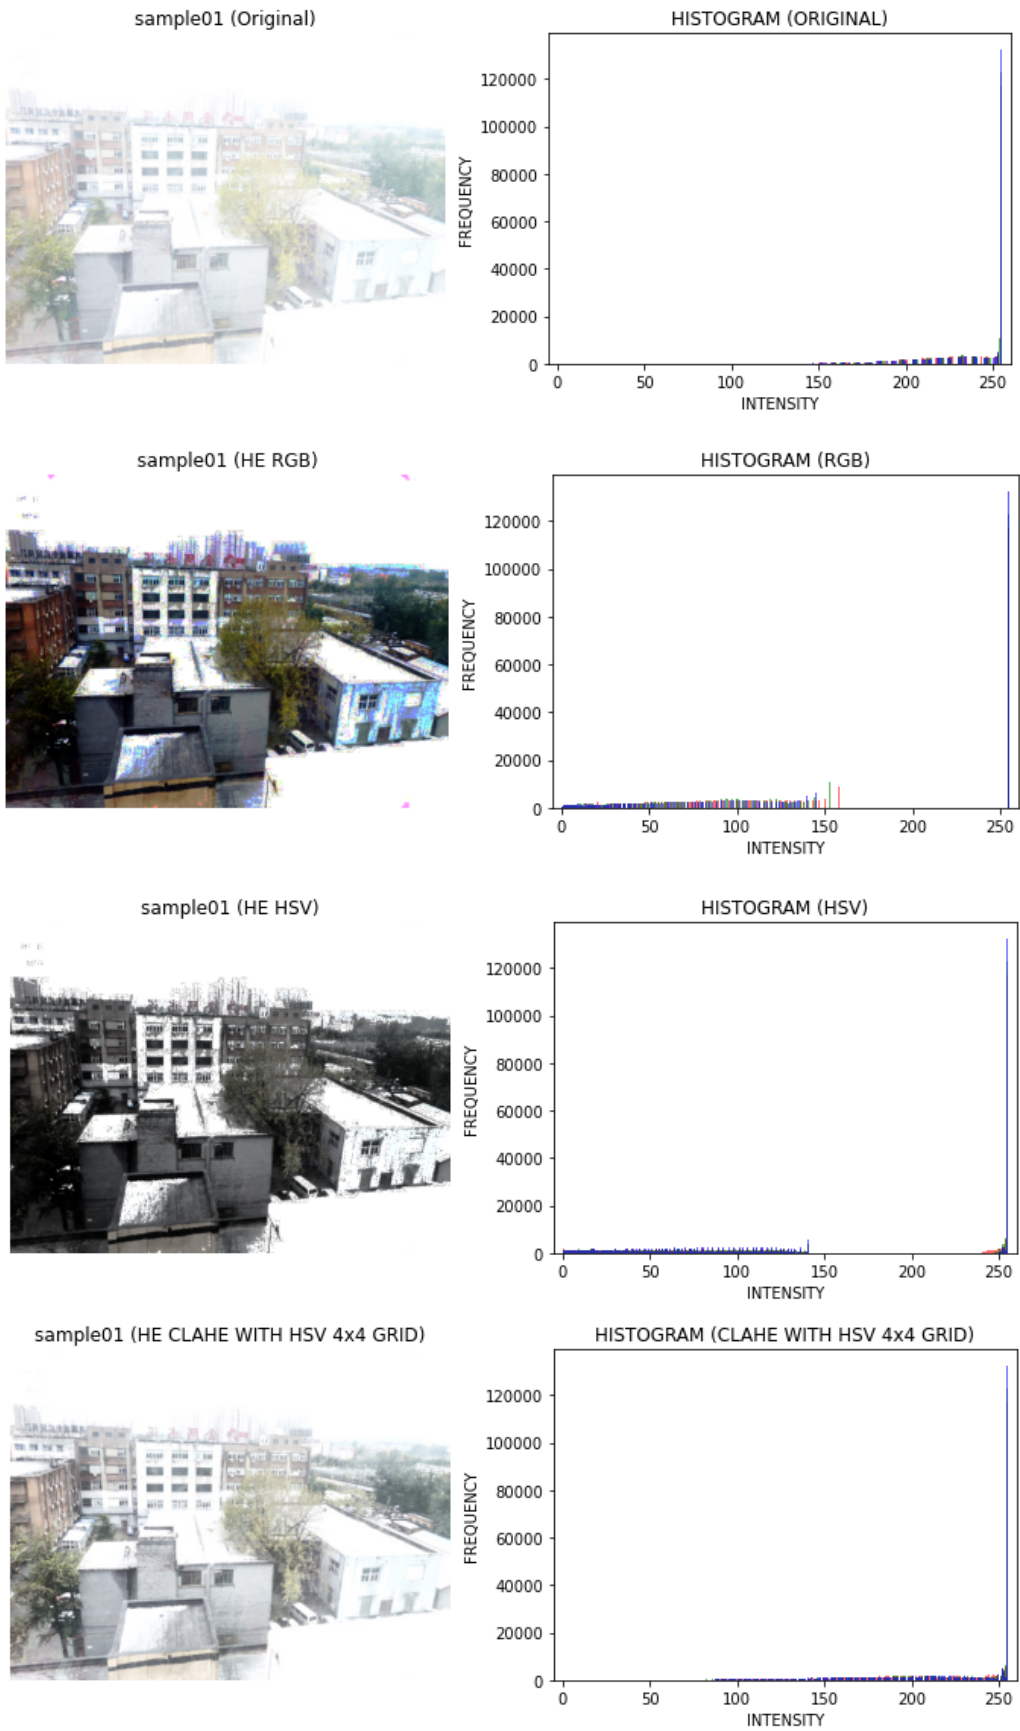 sample01 (Original)
HISTOGRAM (ORIGINAL)
FREQUENCY
120000
100000
80000
60000
40000
20000
0
0 50 100 150 200 250
INTENSITY
sample01 (HE RGB)
HISTOGRAM (RGB)
FREQUENCY
120000
100000
80000
60000
40000
20000
0
0 50 100 150 200 250
INTENSITY
sample01 (HE HSV)
HISTOGRAM (HSV)
FREQUENCY
120000
100000
80000
60000
40000
20000
0
0 50 100 150 200 250
INTENSITY
sample01 (HE CLAHE WITH HSV 4x4 GRID)
HISTOGRAM (CLAHE WITH HSV 4x4 GRID)
FREQUENCY
120000
100000
80000
60000
40000
20000
0
0 50 100 150 200 250
INTENSITY